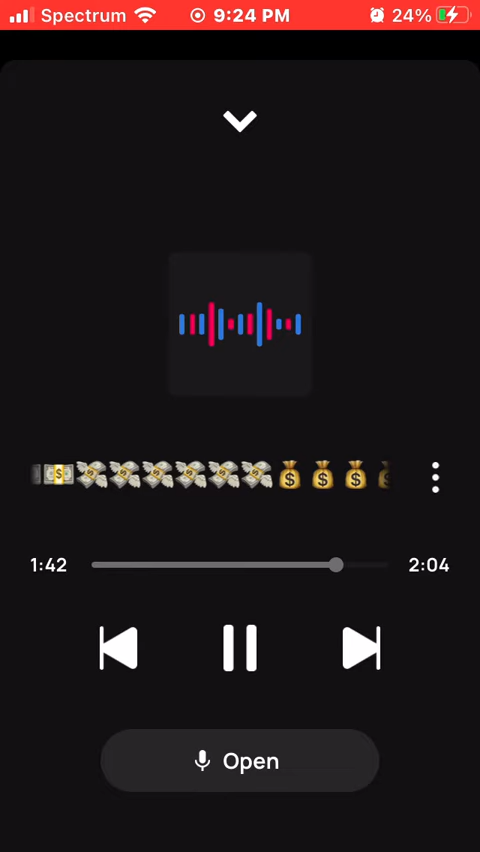 Spectrum 9:24 PM 24%
💵💵💸💸💸💸💸💸💰💰💰💰
1:42 2:04
Open